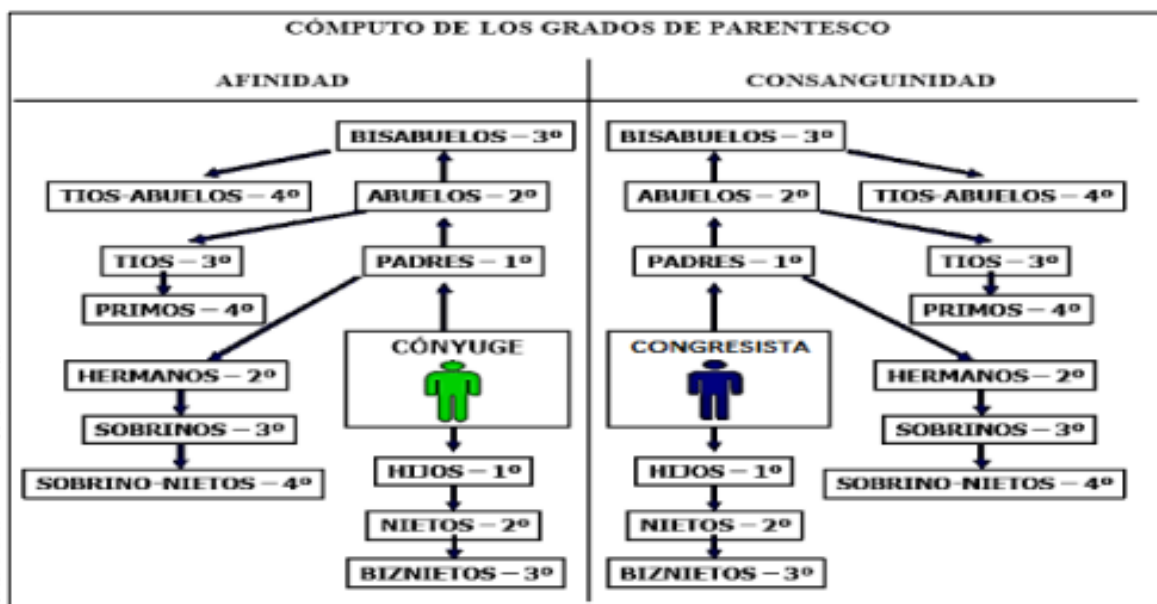 CÓMPUTO DE LOS GRADOS DE PARENTESCO
AFINIDAD
CONSANGUINIDAD
BISABUELOS – 3º
TIOS-ABUELOS – 4º
ABUELOS – 2º
TIOS – 3º
PADRES – 1º
PRIMOS – 4º
CÓNYUGE
HERMANOS – 2º
SOBRINOS – 3º
SOBRINO-NIETOS – 4º
HIJOS – 1º
NIETOS – 2º
BIZNIETOS – 3º
BISABUELOS – 3º
ABUELOS – 2º
TIOS-ABUELOS – 4º
PADRES – 1º
TIOS – 3º
PRIMOS – 4º
CONGRESISTA
HERMANOS – 2º
SOBRINOS – 3º
SOBRINO-NIETOS – 4º
HIJOS – 1º
NIETOS – 2º
BIZNIETOS – 3º